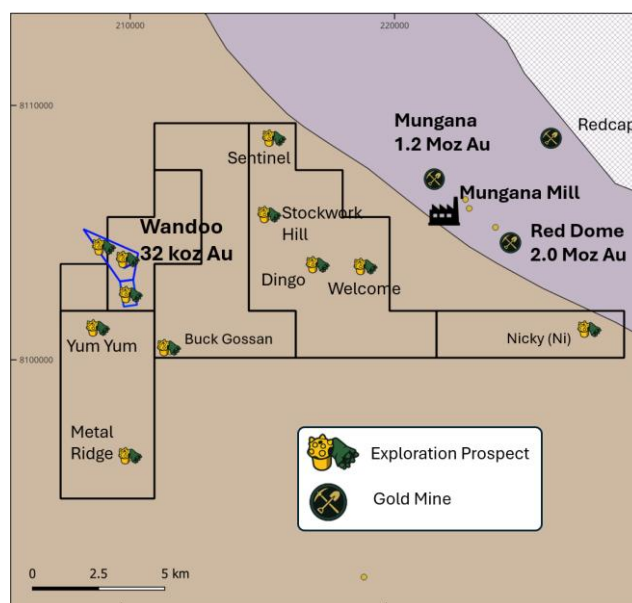 210000
220000
8110000
Mungana
1.2 Moz Au
Redcap
Sentinel
Mungana Mill
Stockwork
Hill
Wandoo
32 koz Au
Red Dome
2.0 Moz Au
Dingo
Welcome
Yum Yum
Buck Gossan
Nicky (Ni)
8100000
Metal
Ridge
Exploration Prospect
Gold Mine
0
2.5
5 km
210000
220000